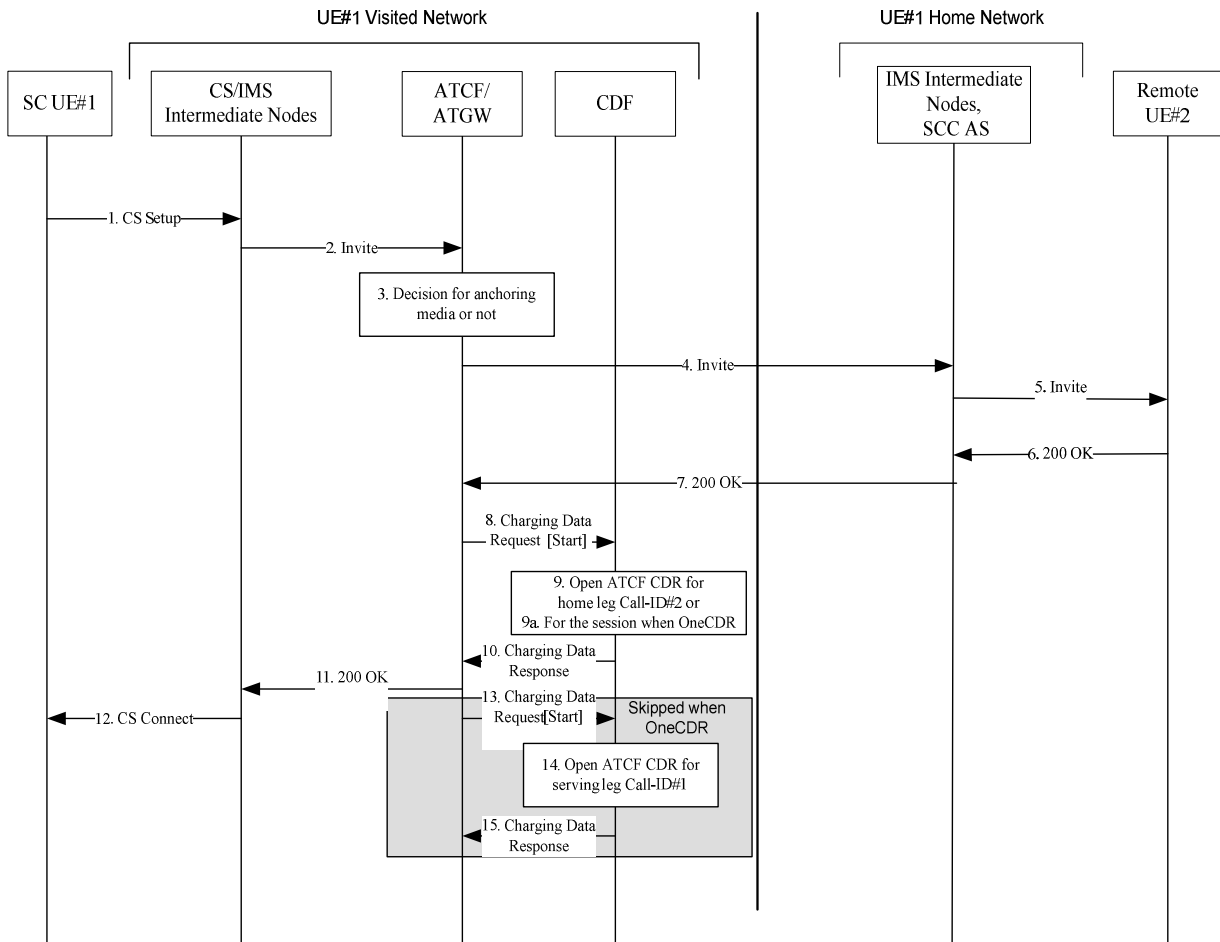 UE#1 Visited Network
UE#1 Home Network
SC UE#1
CS/IMS
Intermediate Nodes
ATCF/
ATGW
CDF
IMS Intermediate
Nodes,
SCC AS
Remote
UE#2
1. CS Setup
2. Invite
3. Decision for anchoring
media or not
4. Invite
5. Invite
6. 200 OK
7. 200 OK
8. Charging Data
Request [Start]
9. Open ATCF CDR for
home leg Call-ID#2 or
9a. For the session when OneCDR
10. Charging Data
Response
11. 200 OK
12. CS Connect
13. Charging Data
Request[Start]
Skipped when
OneCDR
14. Open ATCF CDR for
serving leg Call-ID#1
15. Charging Data
Response